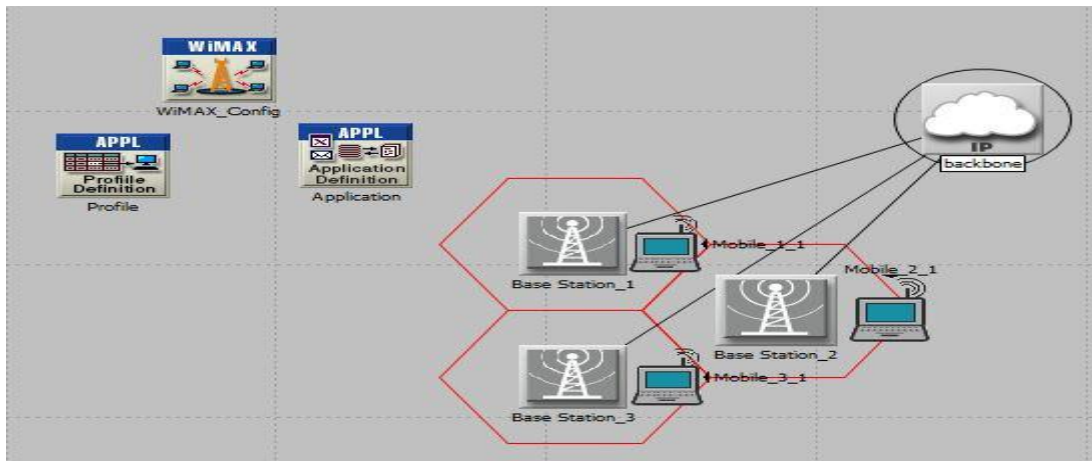 WiMAX
WiMAX_Config
APPL
Profiile
Definition
Profile
APPL
Application
Definition
Application
IP
backbone
Base Station_1
Mobile_1_1
Mobile_2_1
Base Station_2
Base Station_3
Mobile_3_1